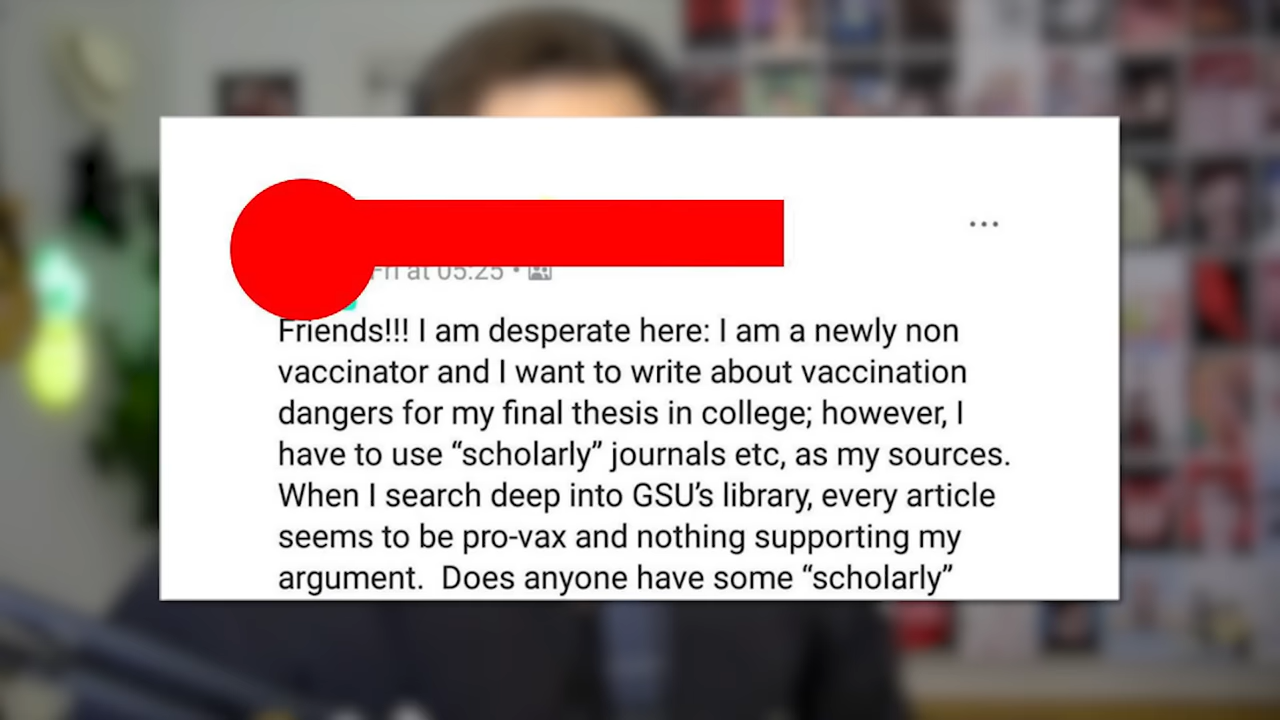 Fri at 05:25 •
Friends!!! I am desperate here: I am a newly non
vaccinator and I want to write about vaccination
dangers for my final thesis in college; however, I
have to use “scholarly” journals etc, as my sources.
When I search deep into GSU’s library, every article
seems to be pro-vax and nothing supporting my
argument.  Does anyone have some “scholarly”